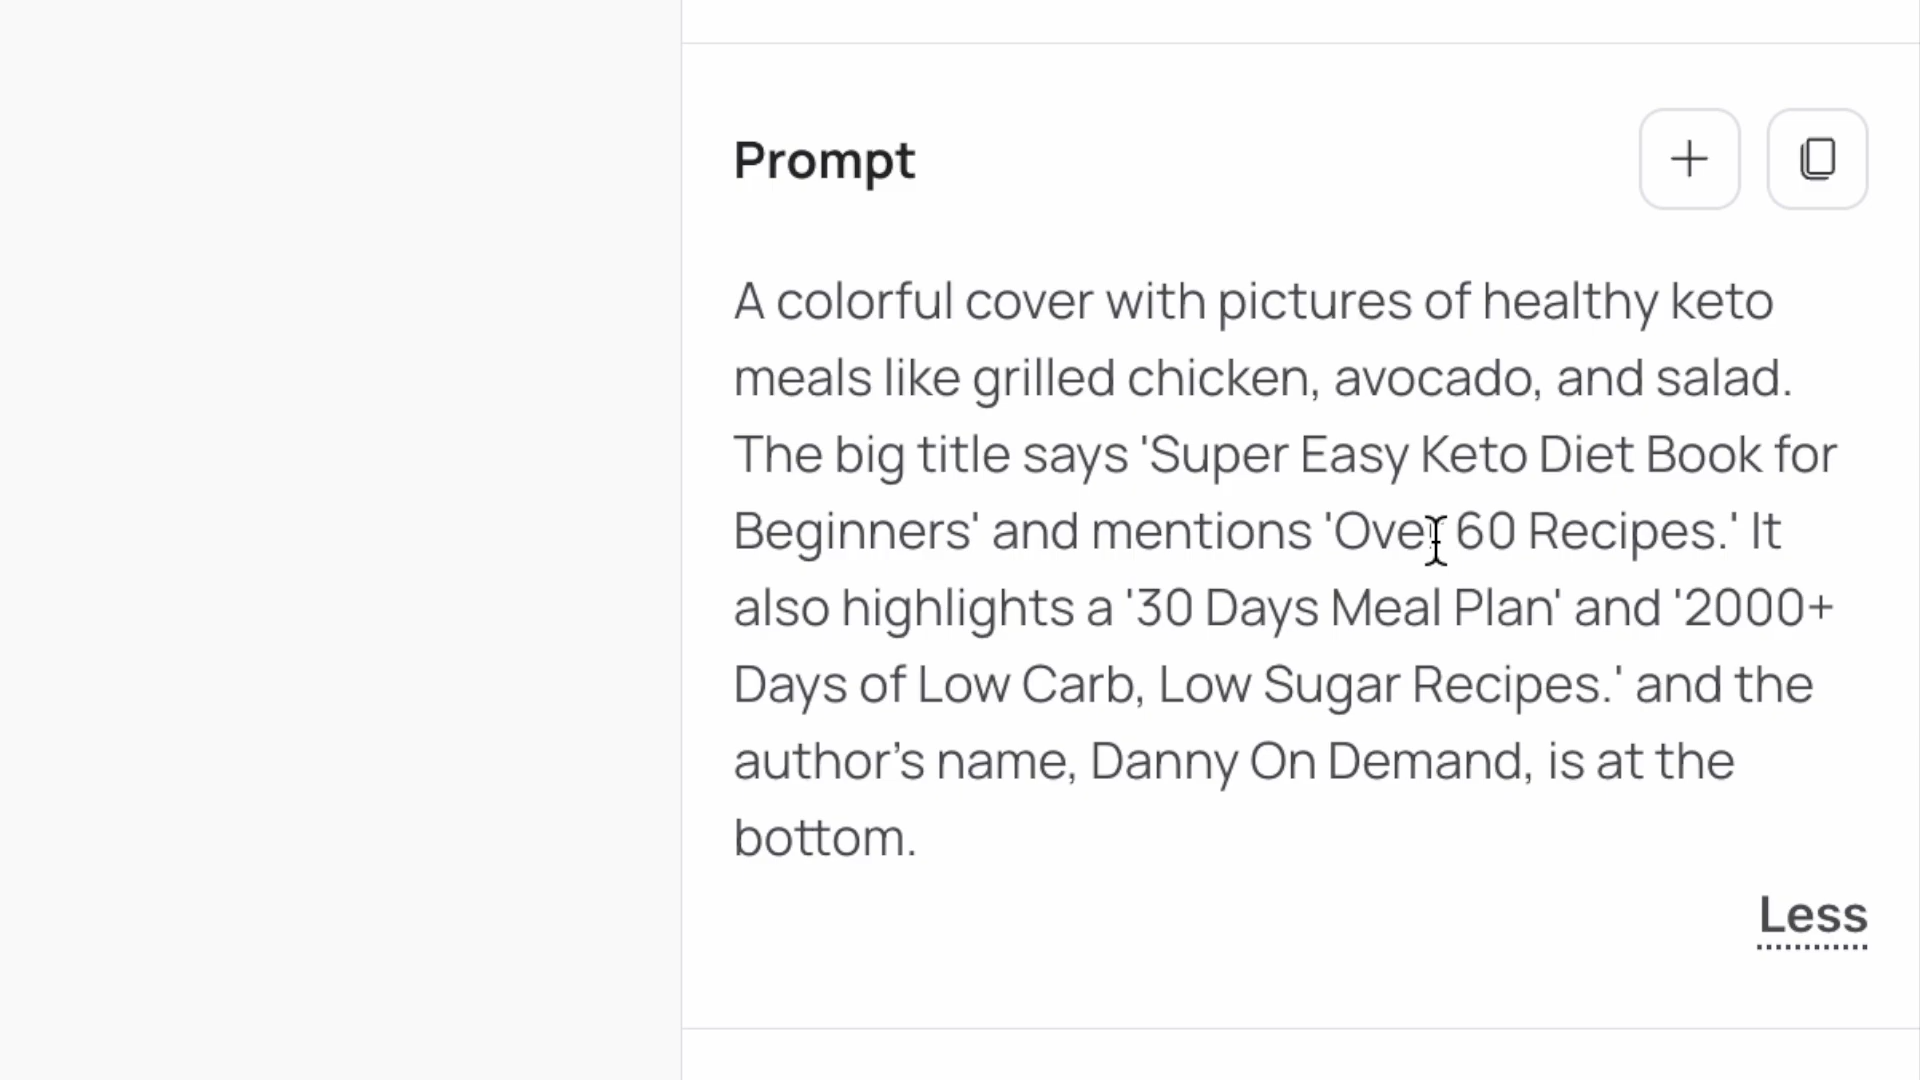 Prompt
A colorful cover with pictures of healthy keto
meals like grilled chicken, avocado, and salad.
The big title says 'Super Easy Keto Diet Book for
Beginners' and mentions 'Over 60 Recipes.' It
also highlights a '30 Days Meal Plan' and '2000+
Days of Low Carb, Low Sugar Recipes.' and the
author’s name, Danny On Demand, is at the
bottom.
Less